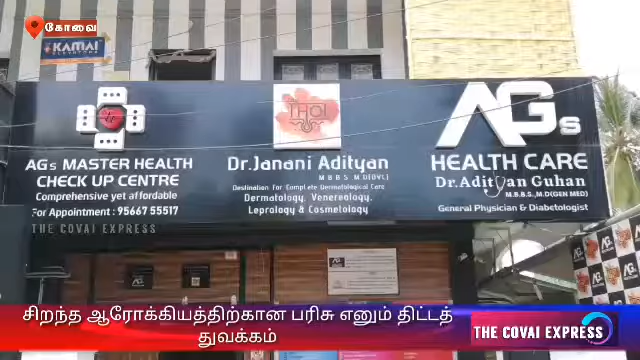 கோவை
KAMAI
AGs MASTER HEALTH
CHECK UP CENTRE
Comprehensive yet affordable
For Appointment : 95667 55517
THE COVAI EXPRESS
THOI
Dr.Janani Adityan
M.B.B.S. M.D(DVL)
Destination For Complete Dermatological Care
Dermatology, Venereology,
Leprology & Cosmetology
AGs
HEALTH CARE
Dr.Adityan Guhan
M.B.B.S., M.D(GEN MED)
General Physician & Diabetologist
சிறந்த ஆரோக்கியத்திற்கான பரிசு எனும் திட்டத்
துவக்கம்
THE COVAI EXPRESS